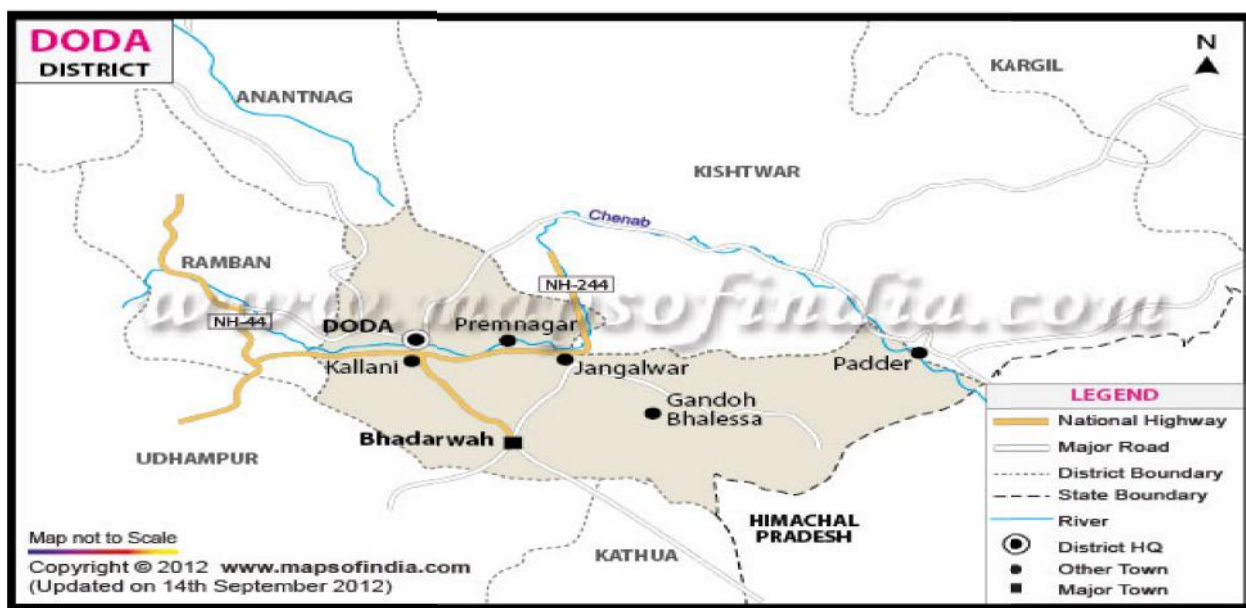 DODA
DISTRICT
N
ANANTNAG
KARGIL
KISHTWAR
Chenab
RAMBAN
NH-244
www.mapsofindia.com
NH-44
DODA
Premnagar
Kallani
Jangalwar
Padder
Gandoh
Bhalessa
Bhadarwah
UDHAMPUR
HIMACHAL
PRADESH
KATHUA
LEGEND
National Highway
Major Road
District Boundary
State Boundary
River
District HQ
Other Town
Major Town
Map not to Scale
Copyright © 2012 www.mapsofindia.com
(Updated on 14th September 2012)